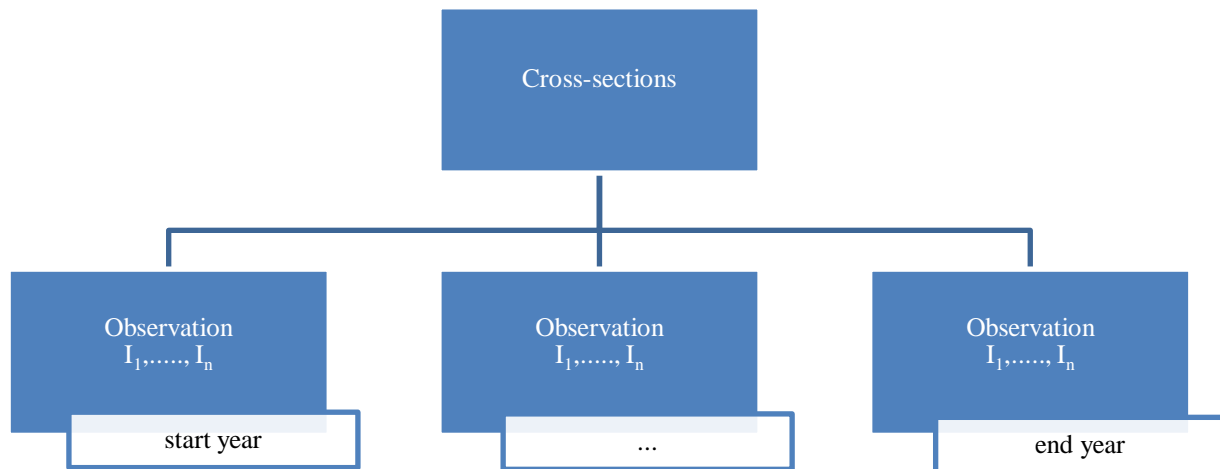 Cross-sections
Observation
I₁,....., Iₙ
start year
Observation
I₁,....., Iₙ
...
Observation
I₁,....., Iₙ
end year